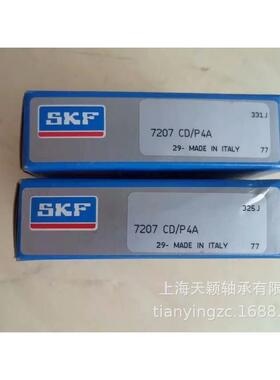 331J
SKF
7207 CD/P4A
29- MADE IN ITALY 77
325J
SKF
7207 CD/P4A
29- MADE IN ITALY 77
上海天颖轴承有限
tianyingzc.1688.